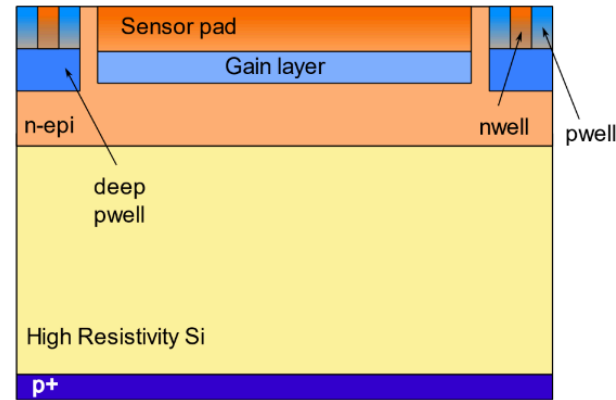 Sensor pad
Gain layer
n-epi
nwell
pwell
deep
pwell
High Resistivity Si
p+